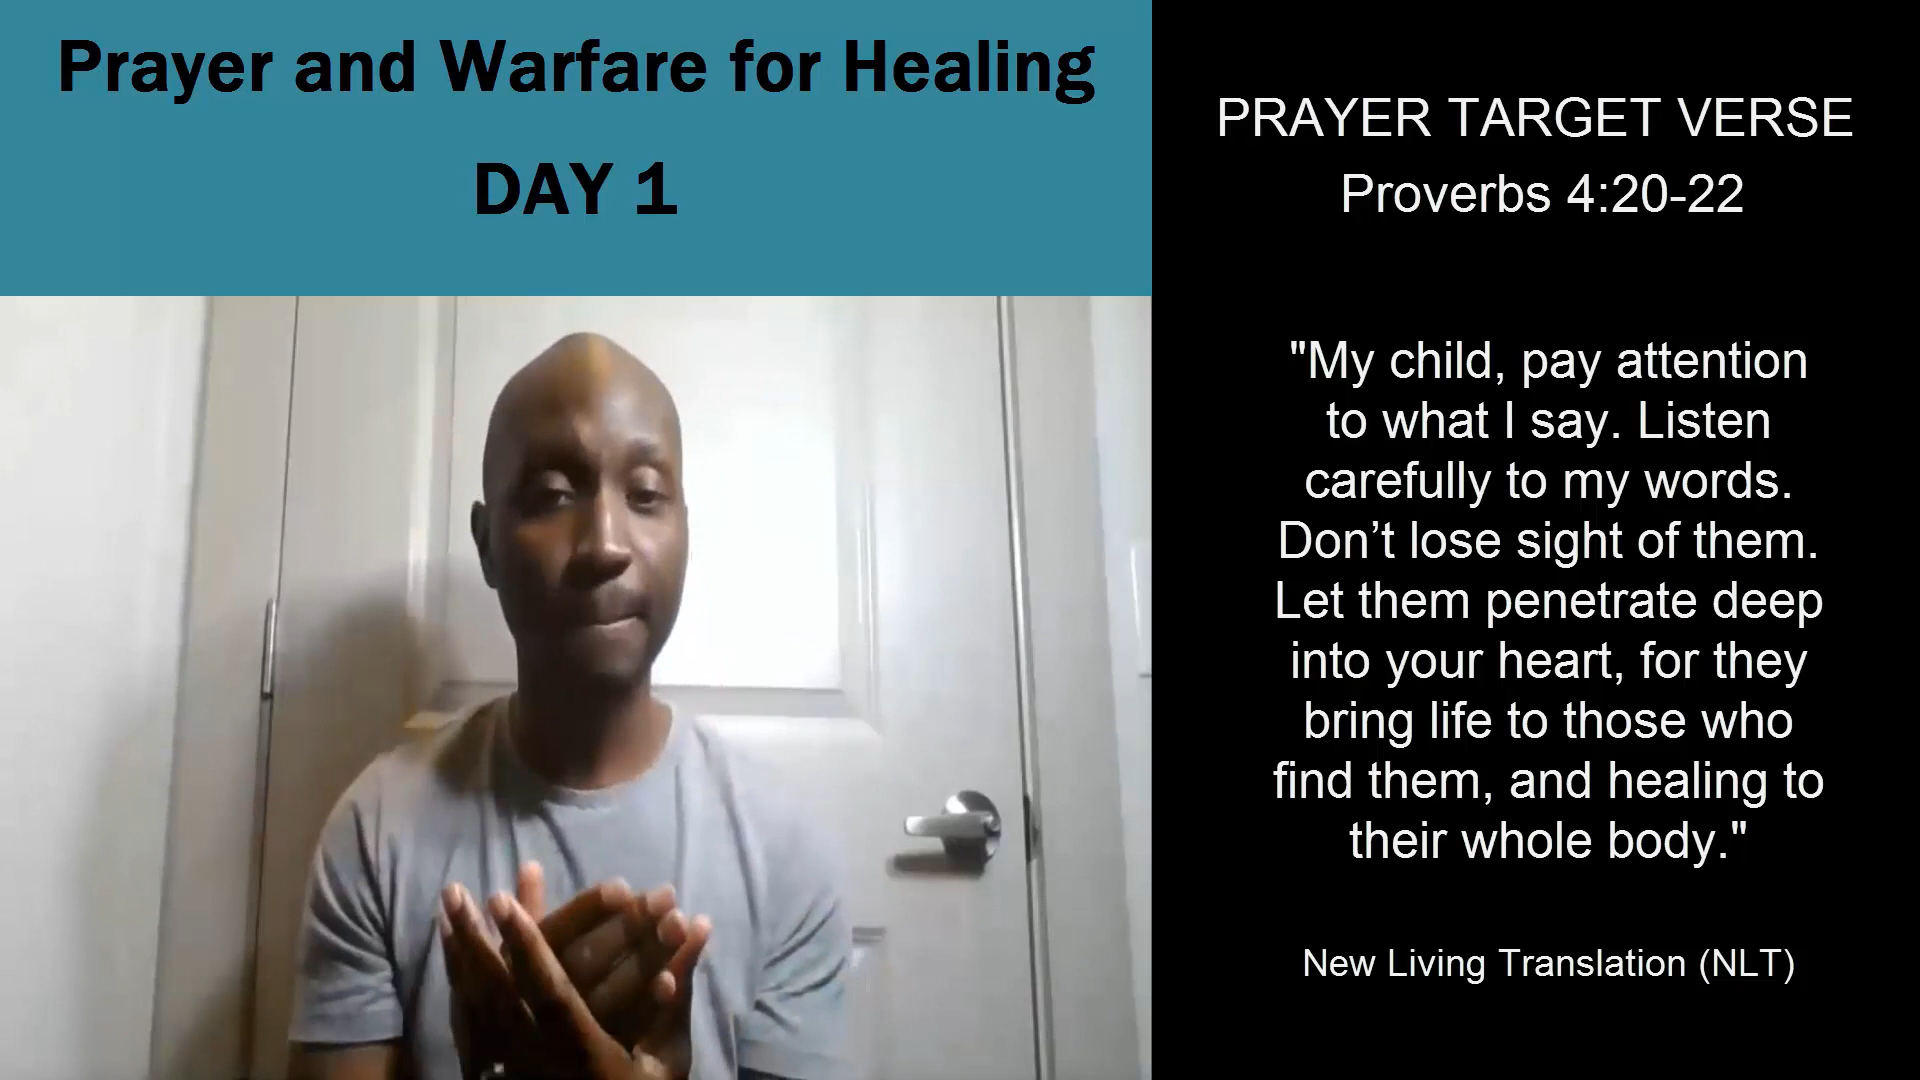 Prayer and Warfare for Healing
DAY 1
PRAYER TARGET VERSE
Proverbs 4:20-22
"My child, pay attention
to what I say. Listen
carefully to my words.
Don’t lose sight of them.
Let them penetrate deep
into your heart, for they
bring life to those who
find them, and healing to
their whole body."
New Living Translation (NLT)